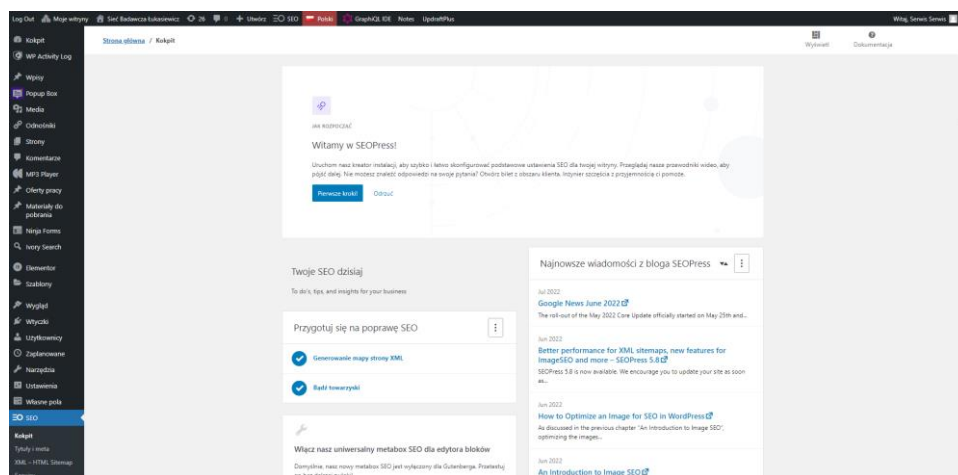 Log Out Moje witryny Sieć Badawcza Łukasiewicz 26 0 Utwórz SEO Polski GraphiQL IDE Notes UpdraftPlus Witaj, Serwis Serwis
Kokpit
WP Activity Log
Wpisy
Popup Box
Media
Odnośniki
Strony
Komentarze
MP3 Player
Oferty pracy
Materiały do
pobrania
Ninja Forms
Ivory Search
Elementor
Szablony
Wygląd
Wtyczki
Użytkownicy
Zaplanowane
Narzędzia
Ustawienia
Własne pola
SEO
Kokpit
Tytuły i meta
XML - HTML Sitemap
Strona główna / Kokpit
Wyświetl
Dokumentacja
JAK ROZPOCZĄĆ
Witamy w SEOPress!
Uruchom nasz kreator instalacji, aby szybko i łatwo skonfigurować podstawowe ustawienia SEO dla twojej witryny. Przeglądaj nasze przewodniki wideo, aby
pójść dalej. Nie możesz znaleźć odpowiedzi na swoje pytania? Otwórz bilet z obszaru klienta. Inżynier szczęścia z przyjemnością ci pomoże.
Pierwsze kroki! Odrzuć
Twoje SEO dzisiaj
To do's, tips, and insights for your business
Przygotuj się na poprawę SEO
Generowanie mapy strony XML
Bądź towarzyski
Włącz nasz uniwersalny metabox SEO dla edytora bloków
Domyślnie, nasz nowy metabox SEO jest wyłączony dla Gutenberga. Przetestuj
Najnowsze wiadomości z bloga SEOPress
Jul 2022
Google News June 2022
The roll-out of the May 2022 Core Update officially started on May 25th and...
Jun 2022
Better performance for XML sitemaps, new features for
ImageSEO and more – SEOPress 5.8
SEOPress 5.8 is now available. We encourage you to update your site as soon
as...
Jun 2022
How to Optimize an Image for SEO in WordPress
As discussed in the previous chapter "An Introduction to Image SEO",
optimizing the images...
Jun 2022
An Introduction to Image SEO